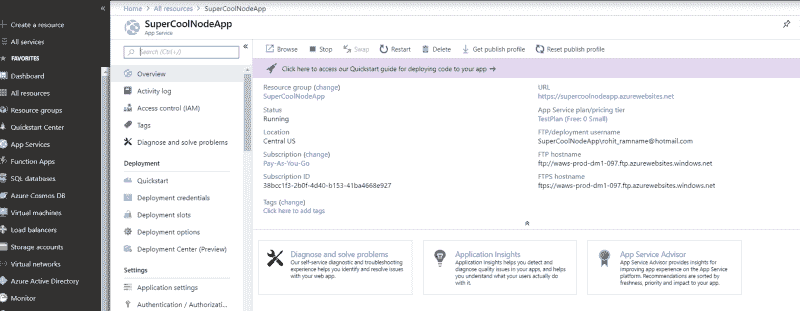 Home > All resources > SuperCoolNodeApp
SuperCoolNodeApp
App Service
Create a resource
All services
FAVORITES
Dashboard
All resources
Resource groups
Quickstart Center
App Services
Function Apps
SQL databases
Azure Cosmos DB
Virtual machines
Load balancers
Storage accounts
Virtual networks
Azure Active Directory
Monitor
Search (Ctrl+/)
Overview
Activity log
Access control (IAM)
Tags
Diagnose and solve problems
Deployment
Quickstart
Deployment credentials
Deployment slots
Deployment options
Deployment Center (Preview)
Settings
Application settings
Authentication / Authorizati...
Browse Stop Swap Restart Delete Get publish profile Reset publish profile
Click here to access our Quickstart guide for deploying code to your app →
Resource group (change)
SuperCoolNodeApp
Status
Running
Location
Central US
Subscription (change)
Pay-As-You-Go
Subscription ID
38bcc1f3-2b0f-4d40-b153-41ba4668e927
Tags (change)
Click here to add tags
URL
https://supercoolnodeapp.azurewebsites.net
App Service plan/pricing tier
TestPlan (Free: 0 Small)
FTP/deployment username
SuperCoolNodeApp\rohit_ramname@hotmail.com
FTP hostname
ftp://waws-prod-dm1-097.ftp.azurewebsites.windows.net
FTPS hostname
ftps://waws-prod-dm1-097.ftp.azurewebsites.windows.net
Diagnose and solve problems
Our self-service diagnostic and troubleshooting
experience helps you identify and resolve issues
with your web app.
Application Insights
Application insights helps you detect and
diagnose quality issues in your apps, and helps
you understand what your users actually do
with it.
App Service Advisor
App Service Advisor provides insights for
improving app experience on the App Service
platform. Recommendations are sorted by
freshness, priority and impact to your app.